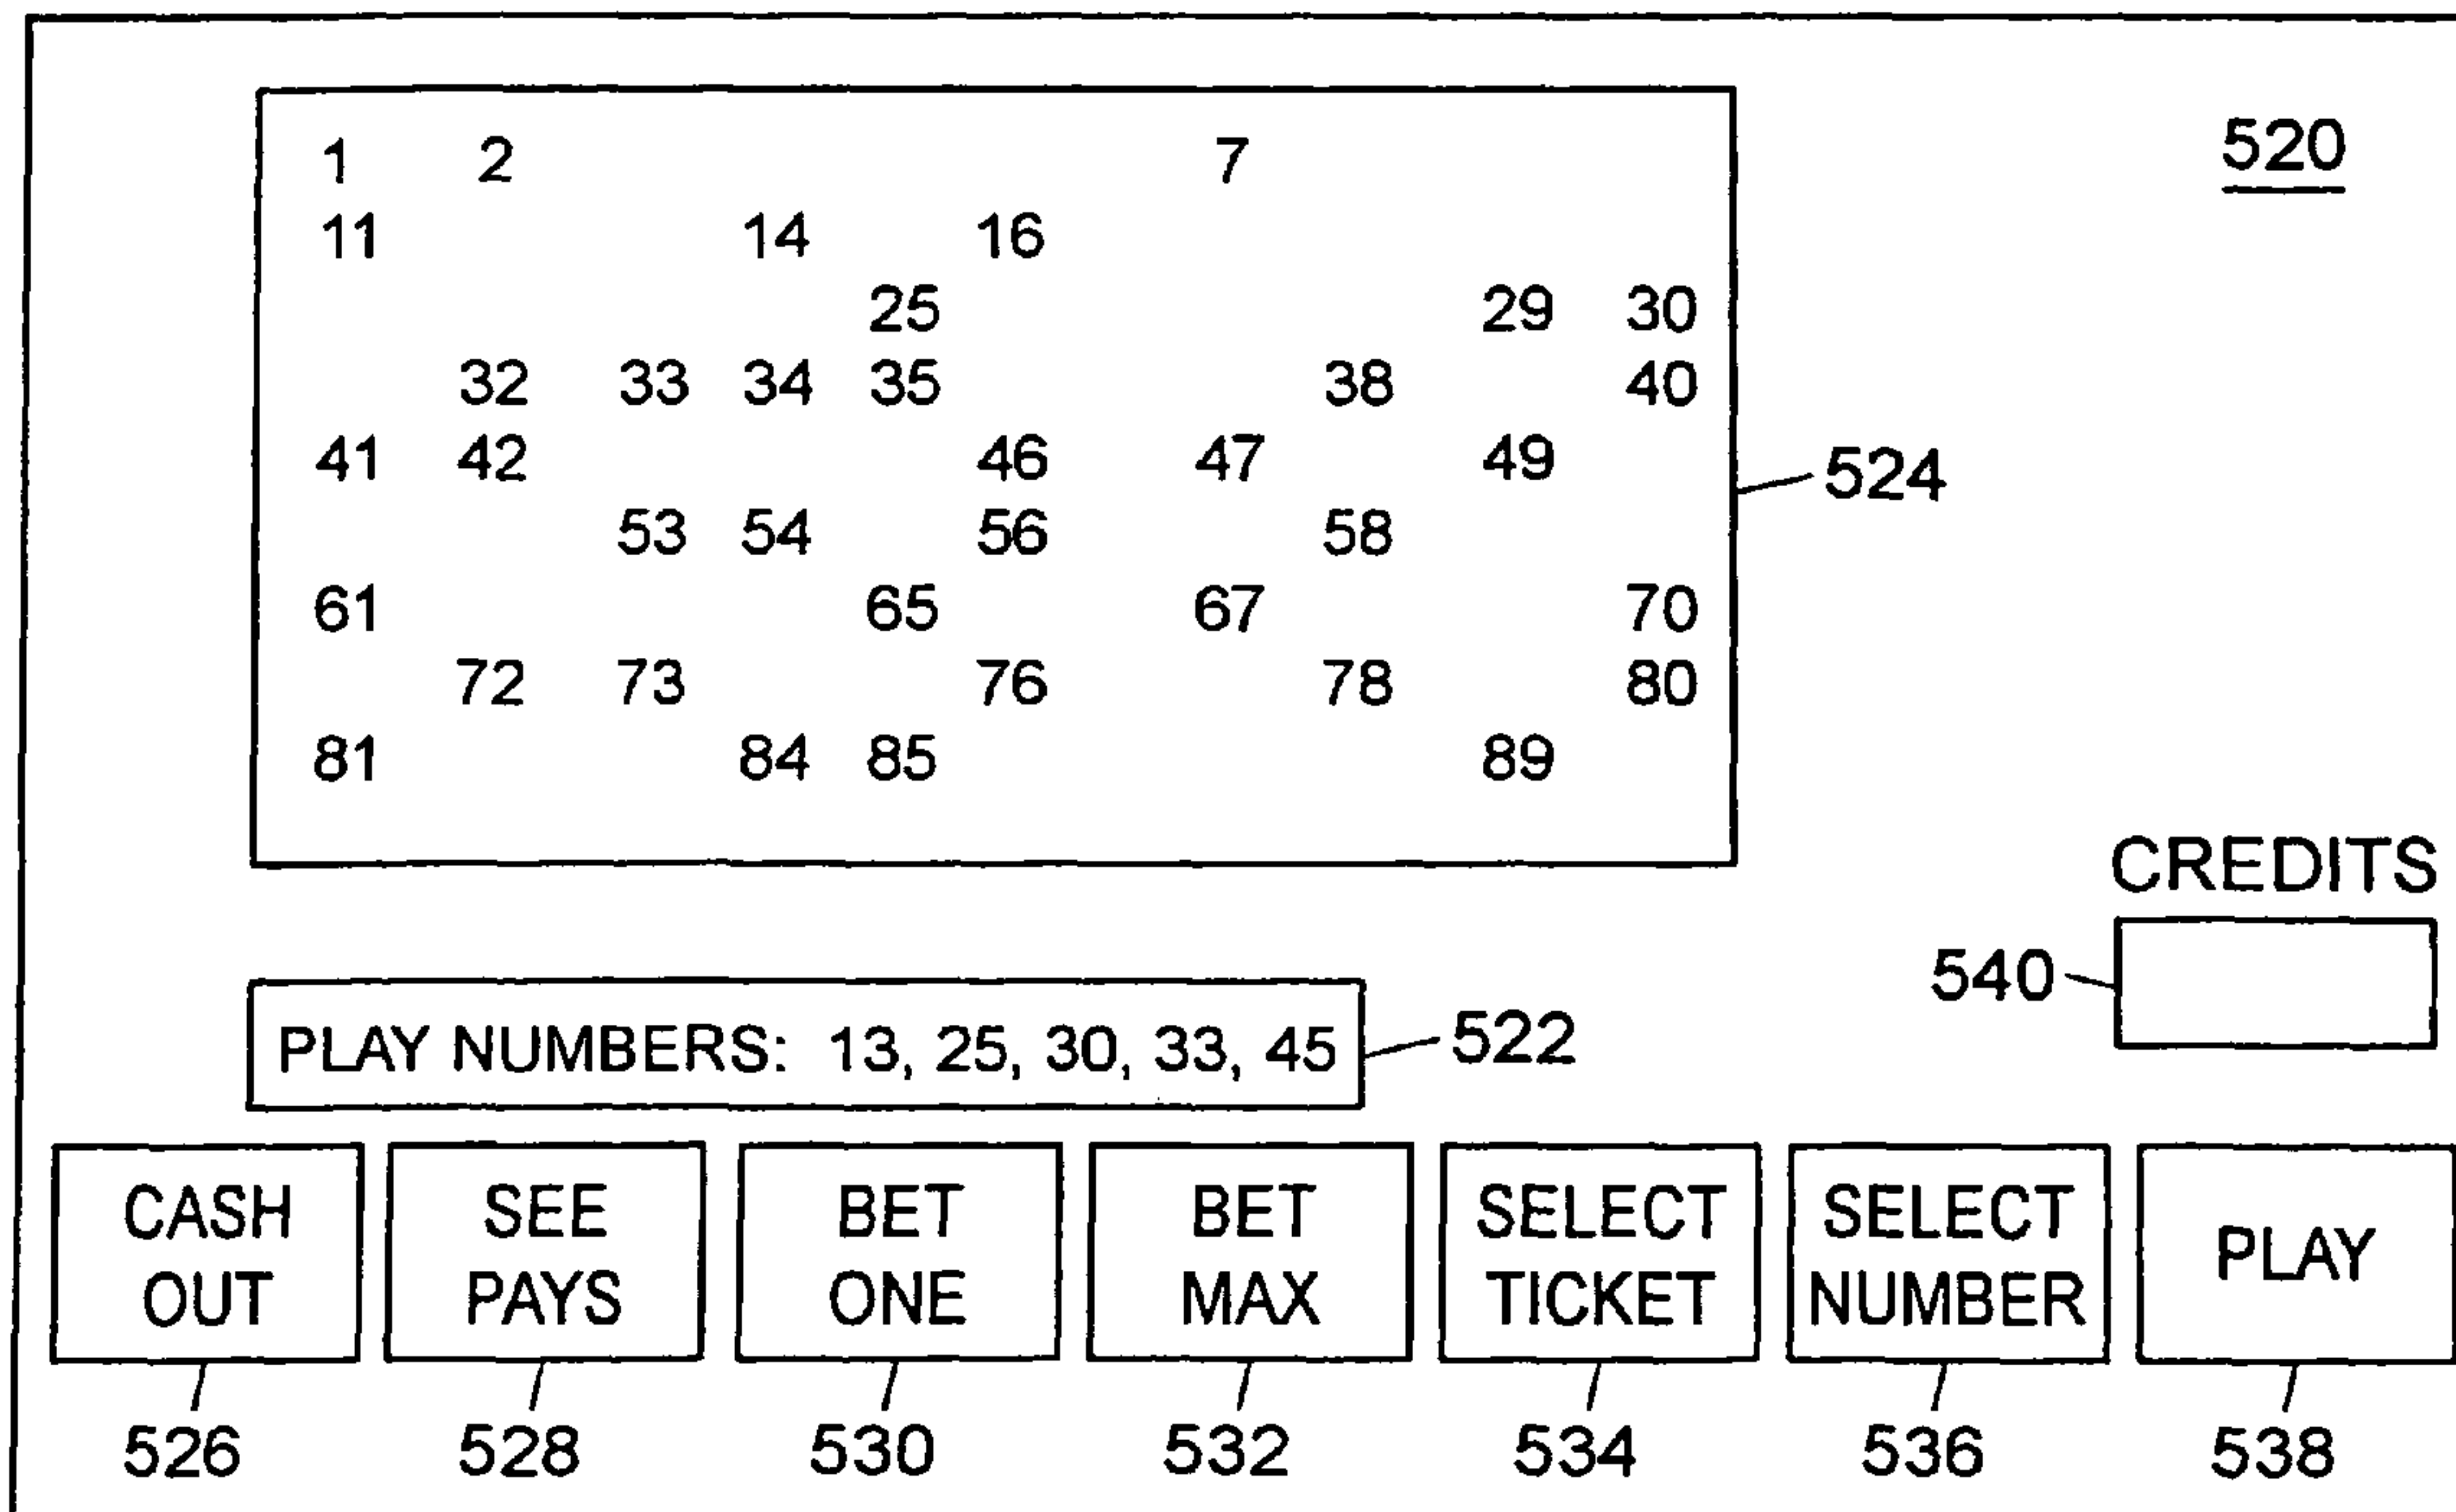 520
1 2 7
11 14 16
25 29 30
32 33 34 35 38 40
41 42 46 47 49
524
53 54 56 58
61 65 67 70
72 73 76 78 80
81 84 85 89
CREDITS
540
PLAY NUMBERS: 13, 25, 30, 33, 45
522
CASH
OUT
SEE
PAYS
BET
ONE
BET
MAX
SELECT
TICKET
SELECT
NUMBER
PLAY
526 528 530 532 534 536 538